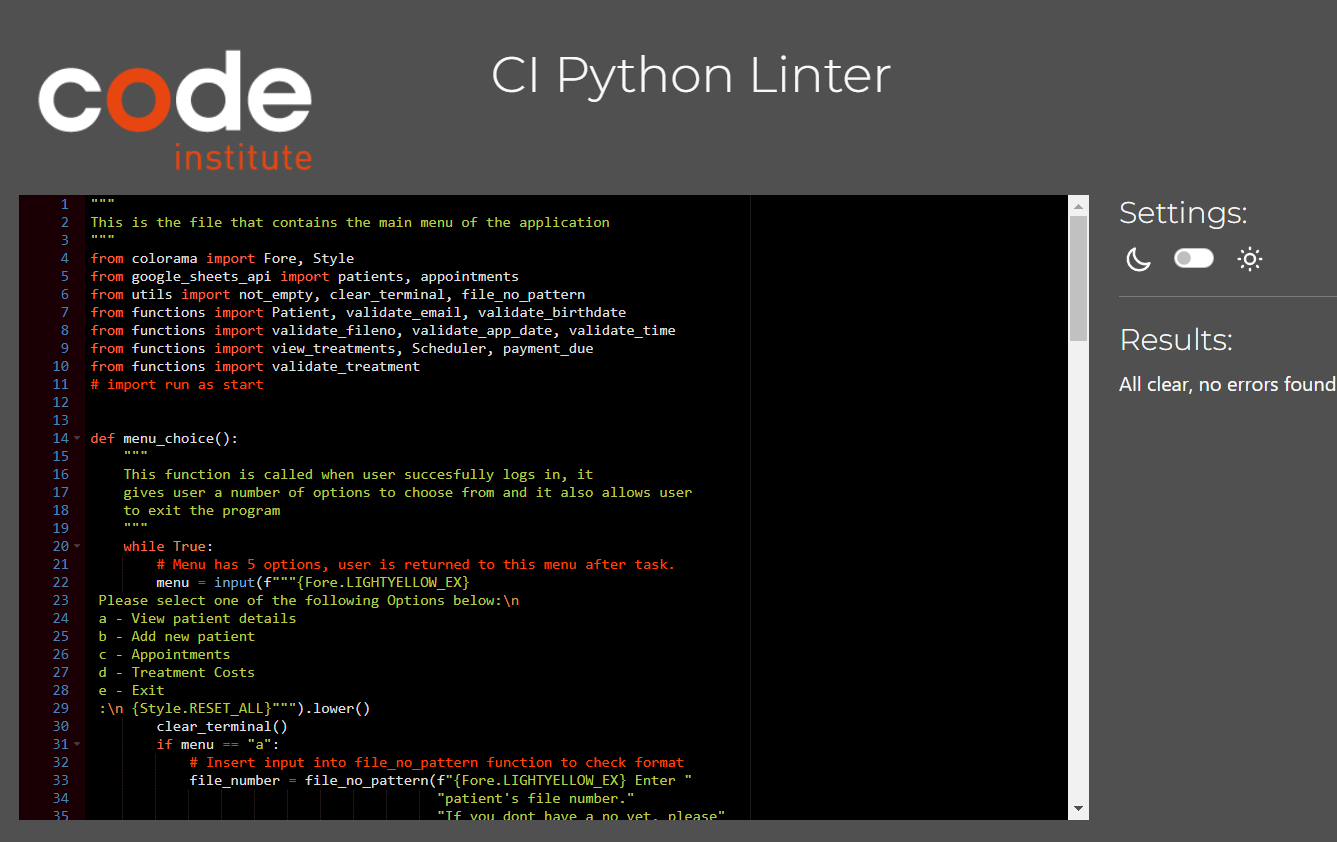 code
institute
CI Python Linter
1 """
2 This is the file that contains the main menu of the application
3 """
4 from colorama import Fore, Style
5 from google_sheets_api import patients, appointments
6 from utils import not_empty, clear_terminal, file_no_pattern
7 from functions import Patient, validate_email, validate_birthdate
8 from functions import validate_fileno, validate_app_date, validate_time
9 from functions import view_treatments, Scheduler, payment_due
10 from functions import validate_treatment
11 # import run as start
12
13
14 def menu_choice():
15 """
16 This function is called when user succesfully logs in, it
17 gives user a number of options to choose from and it also allows user
18 to exit the program
19 """
20 while True:
21 # Menu has 5 options, user is returned to this menu after task.
22 menu = input(f"""{Fore.LIGHTYELLOW_EX}
23 Please select one of the following Options below:\n
24 a - View patient details
25 b - Add new patient
26 c - Appointments
27 d - Treatment Costs
28 e - Exit
29 :\n {Style.RESET_ALL}""").lower()
30 clear_terminal()
31 if menu == "a":
32 # Insert input into file_no_pattern function to check format
33 file_number = file_no_pattern(f"{Fore.LIGHTYELLOW_EX} Enter "
34 "patient's file number."
35 "If you dont have a no yet, please"
Settings:
Results:
All clear, no errors found